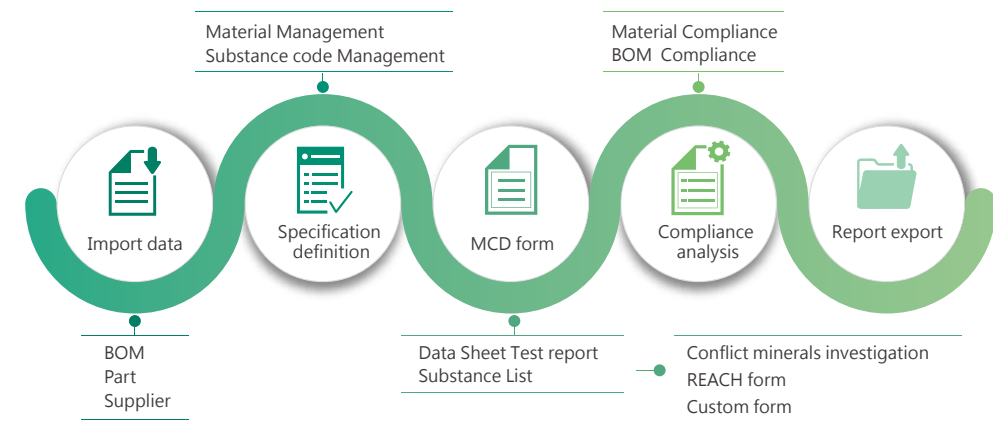 Material Management
Substance code Management
Material Compliance
BOM Compliance
Import data
Specification
definition
MCD form
Compliance
analysis
Report export
BOM
Part
Supplier
Data Sheet Test report
Substance List
Conflict minerals investigation
REACH form
Custom form